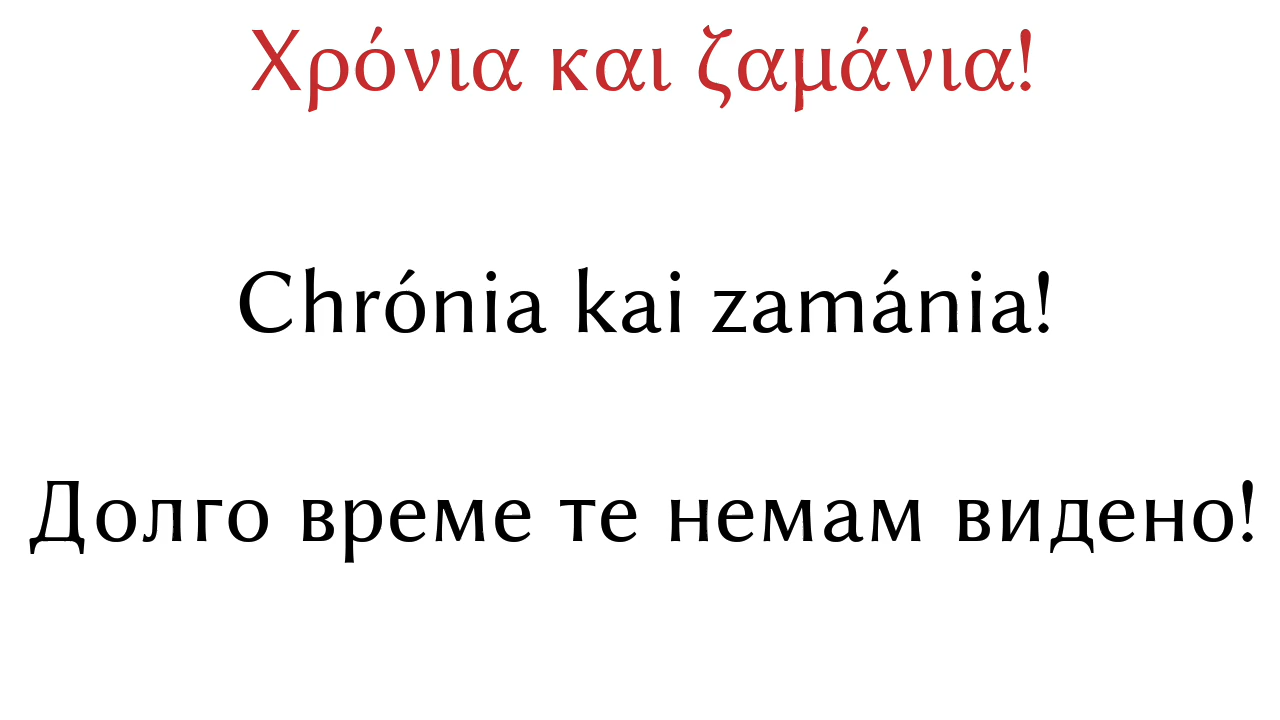 Χρόνια και ζαμάνια!
Chrónia kai zamánia!
Долго време те немам видено!